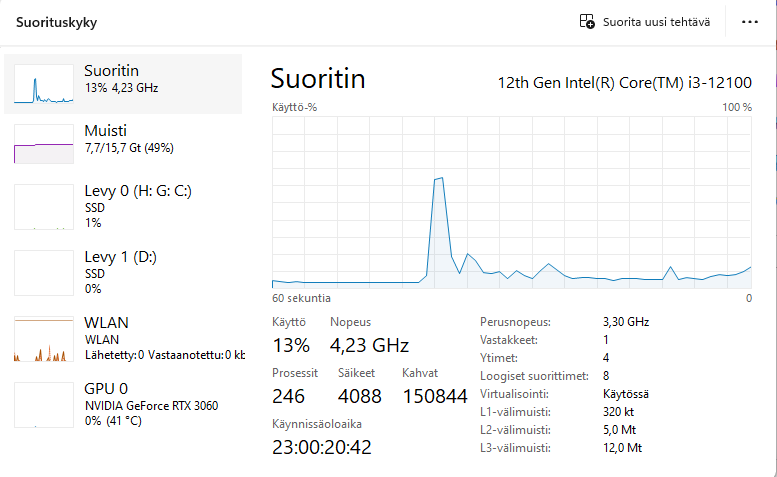 Suorituskyky
Suorita uusi tehtävä
Suoritin
13% 4,23 GHz
Muisti
7,7/15,7 Gt (49%)
Levy 0 (H: G: C:)
SSD
1%
Levy 1 (D:)
SSD
0%
WLAN
WLAN
Lähetetty: 0 Vastaanotettu: 0 kb
GPU 0
NVIDIA GeForce RTX 3060
0% (41 °C)
Suoritin
12th Gen Intel(R) Core(TM) i3-12100
Käyttö-%
100 %
60 sekuntia
0
Käyttö Nopeus
13% 4,23 GHz
Prosessit Säikeet Kahvat
246 4088 150844
Käynnissäoloaika
23:00:20:42
Perusnopeus: 3,30 GHz
Vastakkeet: 1
Ytimet: 4
Loogiset suorittimet: 8
Virtualisointi: Käytössä
L1-välimuisti: 320 kt
L2-välimuisti: 5,0 Mt
L3-välimuisti: 12,0 Mt